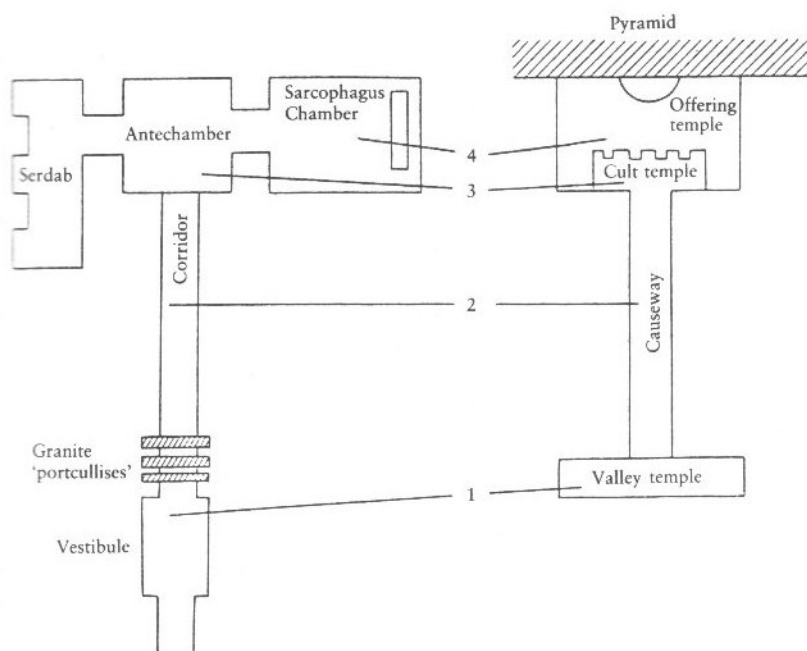 Pyramid
Sarcophagus
Chamber
Offering
temple
Antechamber
4
Cult temple
Serdab
3
Corridor
2
Causeway
Granite
'portcullises'
1
Valley temple
Vestibule